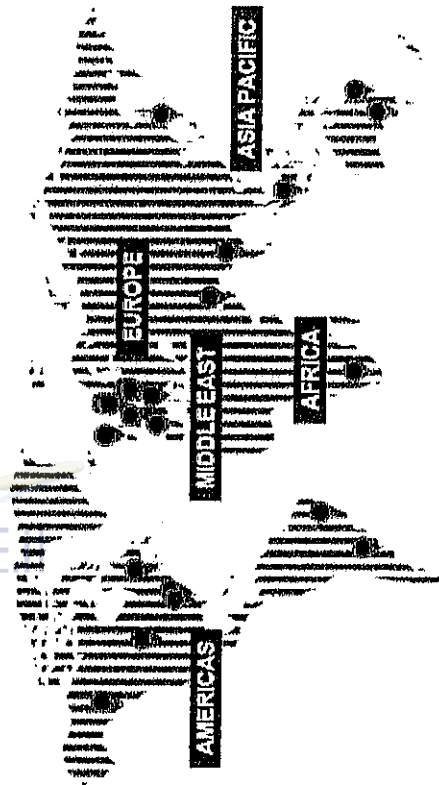 AMERICAS
EUROPE
MIDDLE EAST
AFRICA
ASIA PACIFIC